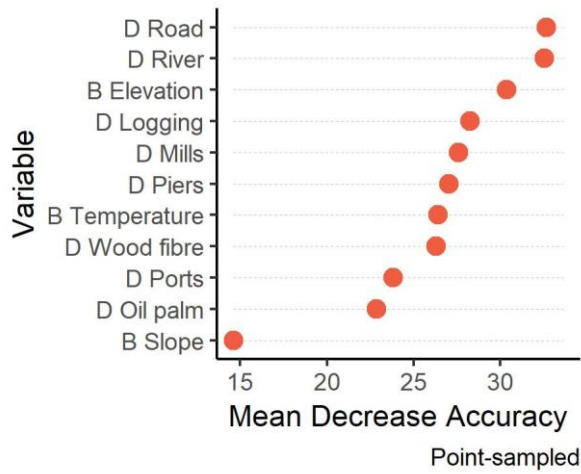 D Road
D River
B Elevation
D Logging
D Mills
D Piers
B Temperature
D Wood fibre
D Ports
D Oil palm
B Slope
Variable
15 20 25 30
Mean Decrease Accuracy
Point-sampled